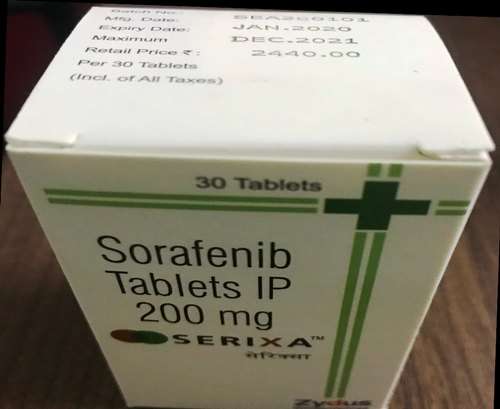 Batch No.
Mfg. Date: JAN.2020
Expiry Date: DEC.2021
Maximum
Retail Price ₹: 2440.00
Per 30 Tablets
(Incl. of All Taxes)
30 Tablets
Sorafenib
Tablets IP
200 mg
SERIXA™
सेरिक्सा
Zydus